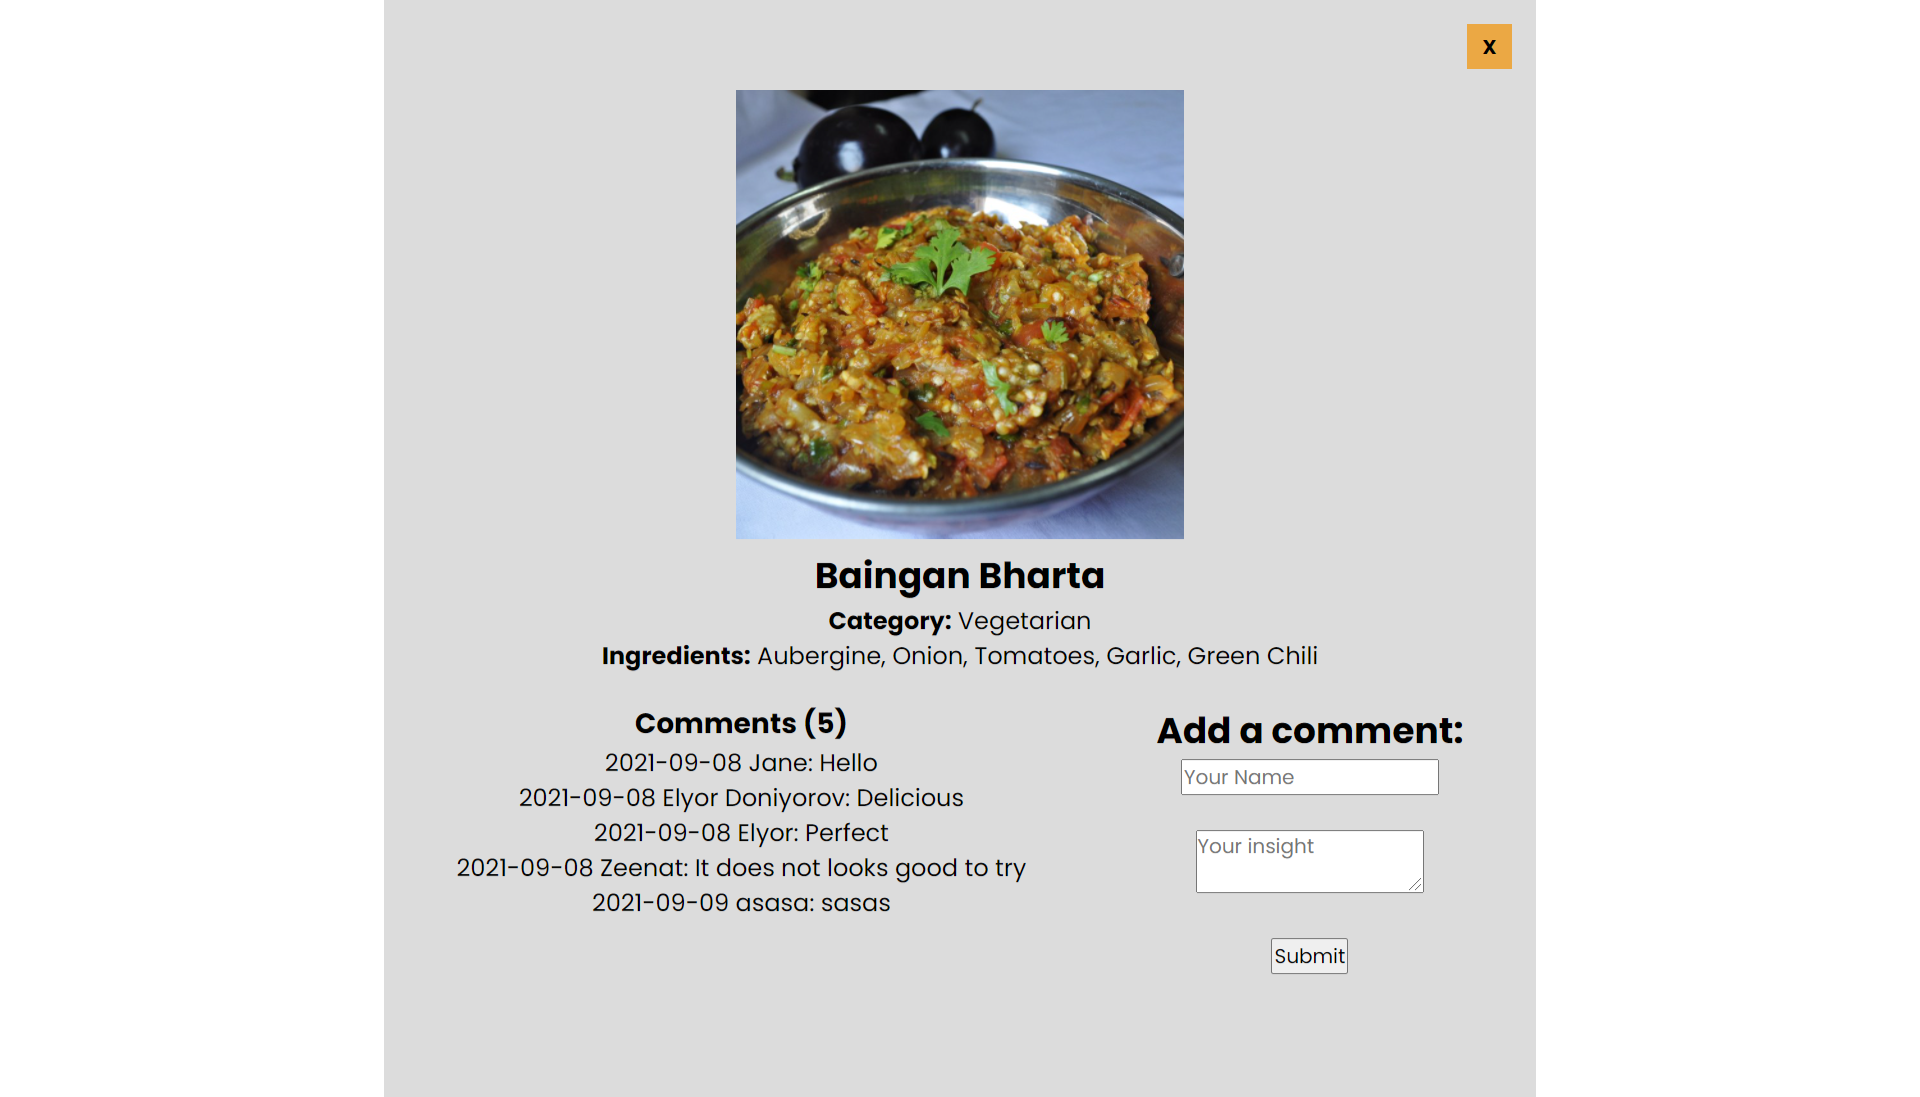 X
Baingan Bharta
Category: Vegetarian
Ingredients: Aubergine, Onion, Tomatoes, Garlic, Green Chili
Comments (5)
2021-09-08 Jane: Hello
2021-09-08 Elyor Doniyorov: Delicious
2021-09-08 Elyor: Perfect
2021-09-08 Zeenat: It does not looks good to try
2021-09-09 asasa: sasas
Add a comment:
Your Name
Your insight
Submit